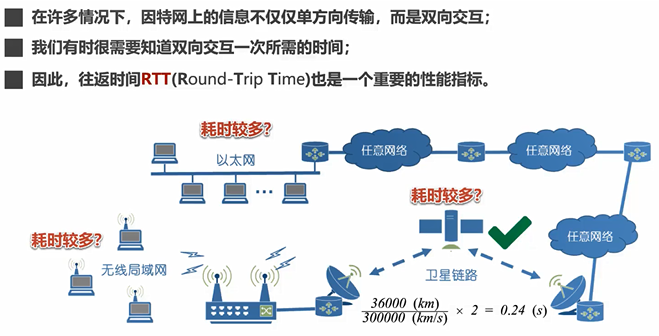 在许多情况下，因特网上的信息不仅仅单方向传输，而是双向交互；
我们有时很需要知道双向交互一次所需的时间；
因此，往返时间RTT(Round-Trip Time)也是一个重要的性能指标。
耗时较多?
以太网
任意网络
任意网络
耗时较多?
耗时较多?
任意网络
无线局域网
卫星链路
36000 (km)
300000 (km/s) × 2 = 0.24 (s)